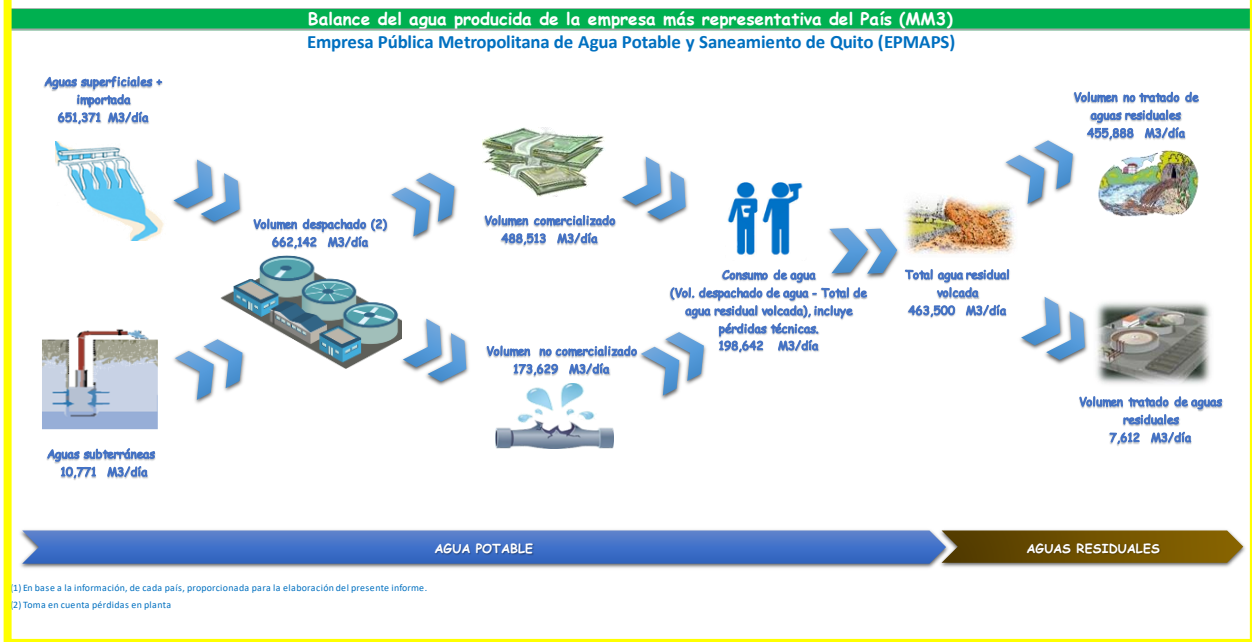 Balance del agua producida de la empresa más representativa del País (MM3)
Empresa Pública Metropolitana de Agua Potable y Saneamiento de Quito (EPMAPS)
Aguas superficiales +
importada
651,371 M3/día
Aguas subterráneas
10,771 M3/día
Volumen despachado (2)
662,142 M3/día
Volumen comercializado
488,513 M3/día
Volumen no comercializado
173,629 M3/día
Consumo de agua
(Vol. despachado de agua - Total de
agua residual volcada), incluye
pérdidas técnicas.
198,642 M3/día
Total agua residual
volcada
463,500 M3/día
Volumen no tratado de
aguas residuales
455,888 M3/día
Volumen tratado de aguas
residuales
7,612 M3/día
AGUA POTABLE
AGUAS RESIDUALES
(1) En base a la información, de cada país, proporcionada para la elaboración del presente informe.
(2) Toma en cuenta pérdidas en planta